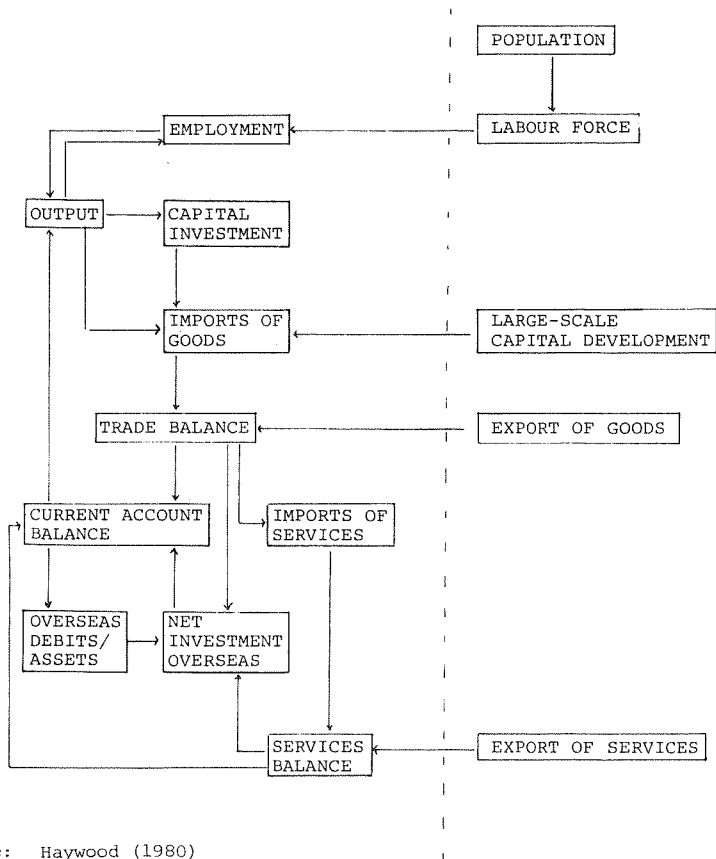 POPULATION
EMPLOYMENT
LABOUR FORCE
OUTPUT
CAPITAL
INVESTMENT
IMPORTS OF
GOODS
LARGE-SCALE
CAPITAL DEVELOPMENT
TRADE BALANCE
EXPORT OF GOODS
CURRENT ACCOUNT
BALANCE
IMPORTS OF
SERVICES
OVERSEAS
DEBITS/
ASSETS
NET
INVESTMENT
OVERSEAS
SERVICES
BALANCE
EXPORT OF SERVICES
Haywood (1980)